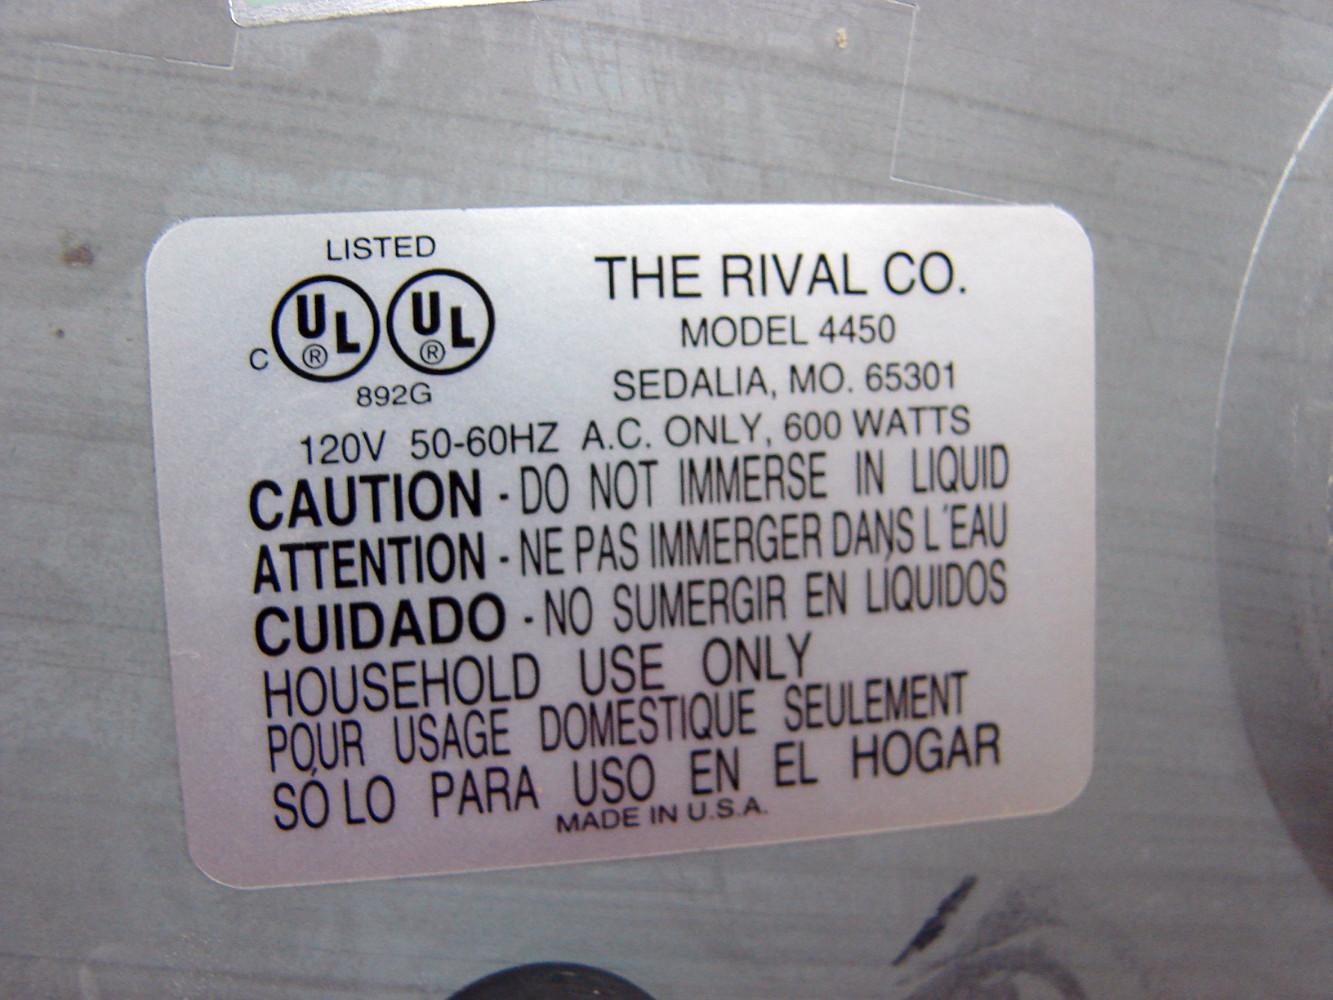 LISTED
C UL® UL®
892G
THE RIVAL CO.
MODEL 4450
SEDALIA, MO. 65301
120V 50-60HZ A.C. ONLY, 600 WATTS
CAUTION - DO NOT IMMERSE IN LIQUID
ATTENTION - NE PAS IMMERGER DANS L'EAU
CUIDADO - NO SUMERGIR EN LÍQUIDOS
HOUSEHOLD USE ONLY
POUR USAGE DOMESTIQUE SEULEMENT
SÓLO PARA USO EN EL HOGAR
MADE IN U.S.A.